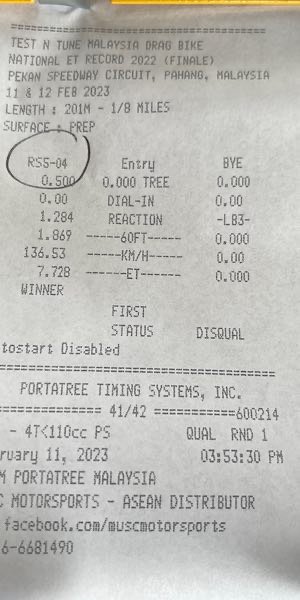 TEST N TUNE MALAYSIA DRAG BIKE
NATIONAL ET RECORD 2022 (FINALE)
PEKAN SPEEDWAY CIRCUIT, PAHANG, MALAYSIA
11 & 12 FEB 2023
LENGTH : 201M - 1/8 MILES
SURFACE : PREP
RSS-04 Entry BYE
0.500 0.000 TREE 0.000
0.00 DIAL-IN 0.00
1.284 REACTION -LB3-
1.869 -----60FT----- 0.000
136.53 -----KM/H----- 0.00
7.728 ------ET------ 0.000
WINNER
FIRST
STATUS DISQUAL
tostart Disabled
PORTATREE TIMING SYSTEMS, INC.
============ 41/42 ===========600214
- 4T<110cc PS QUAL RND 1
ruary 11, 2023 03:53:30 PM
M PORTATREE MALAYSIA
C MOTORSPORTS - ASEAN DISTRIBUTOR
facebook.com/muscmotorsports
6-6681490